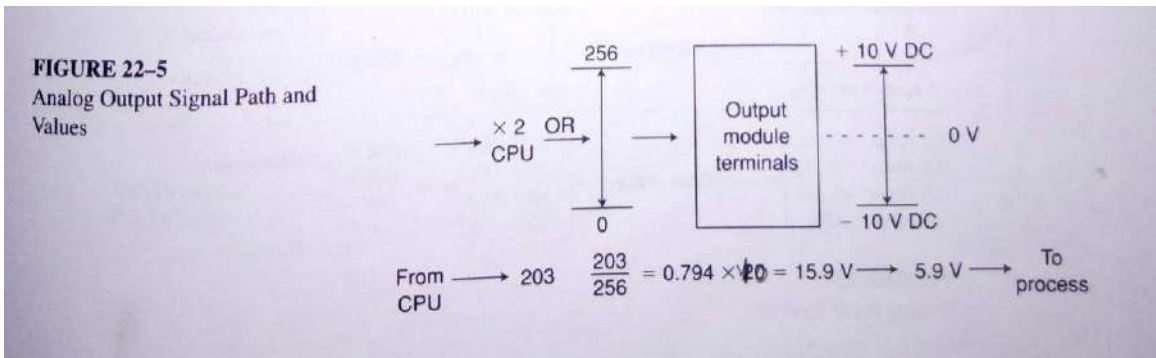 FIGURE 22–5
Analog Output Signal Path and
Values
256
+ 10 V DC
× 2 OR
CPU
Output
module
terminals
0 V
0
– 10 V DC
From
CPU
203
203
256
= 0.794 × 20 = 15.9 V
5.9 V
To
process